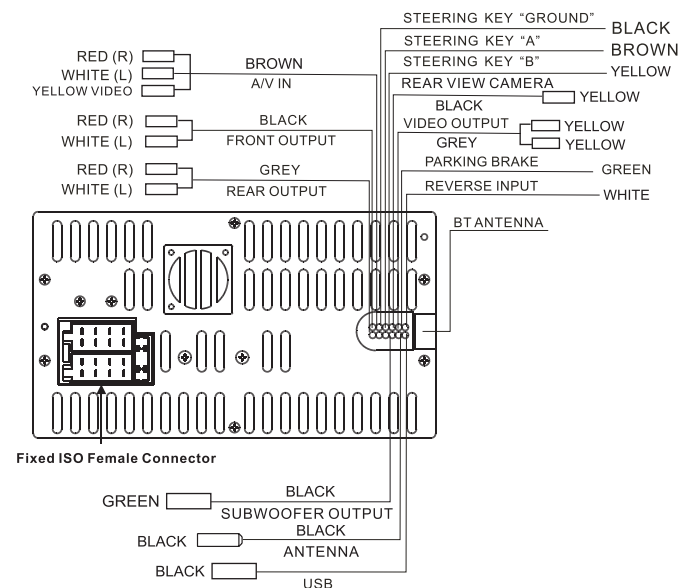 STEERING KEY "GROUND"
BLACK
STEERING KEY "A"
BROWN
STEERING KEY "B"
YELLOW
REAR VIEW CAMERA
BLACK
YELLOW
VIDEO OUTPUT
GREY
YELLOW
YELLOW
PARKING BRAKE
GREEN
REVERSE INPUT
WHITE
BT ANTENNA
RED (R)
WHITE (L)
YELLOW VIDEO
BROWN
A/V IN
RED (R)
WHITE (L)
BLACK
FRONT OUTPUT
RED (R)
WHITE (L)
GREY
REAR OUTPUT
Fixed ISO Female Connector
GREEN
BLACK
SUBWOOFER OUTPUT
BLACK
BLACK
ANTENNA
BLACK
USB